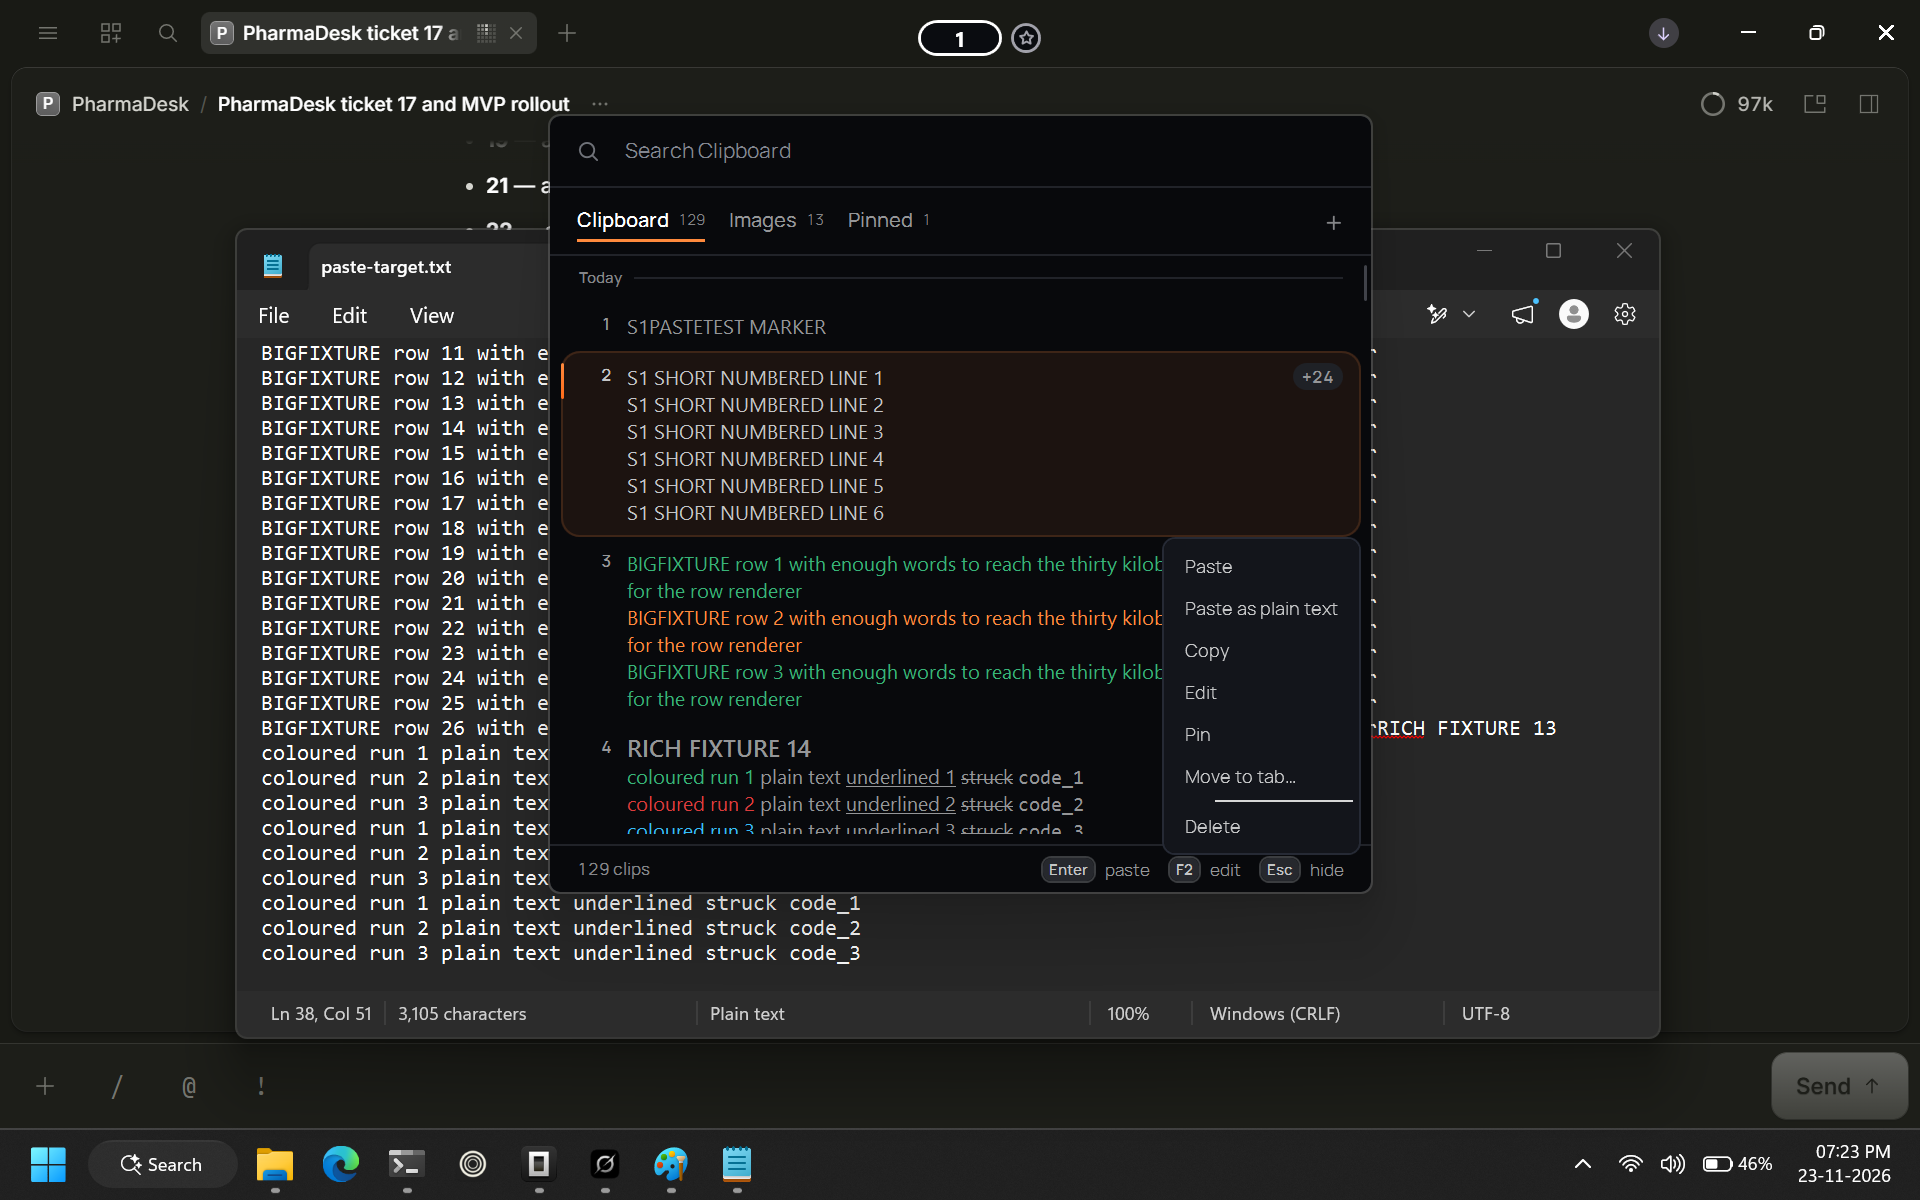 P PharmaDesk ticket 17 a
1
P PharmaDesk / PharmaDesk ticket 17 and MVP rollout ...
97k
21 — a
Search Clipboard
Clipboard 129 Images 13 Pinned 1
Today
1 S1PASTETEST MARKER
2 S1 SHORT NUMBERED LINE 1 +24
S1 SHORT NUMBERED LINE 2
S1 SHORT NUMBERED LINE 3
S1 SHORT NUMBERED LINE 4
S1 SHORT NUMBERED LINE 5
S1 SHORT NUMBERED LINE 6
3 BIGFIXTURE row 1 with enough words to reach the thirty kilob
for the row renderer
BIGFIXTURE row 2 with enough words to reach the thirty kilob
for the row renderer
BIGFIXTURE row 3 with enough words to reach the thirty kilob
for the row renderer
4 RICH FIXTURE 14
coloured run 1 plain text underlined 1 struck code_1
coloured run 2 plain text underlined 2 struck code_2
coloured run 3 plain text underlined 3 struck code_3
Paste
Paste as plain text
Copy
Edit
Pin
Move to tab...
Delete
129 clips
Enter paste F2 edit Esc hide
paste-target.txt
File Edit View
BIGFIXTURE row 11 with e
BIGFIXTURE row 12 with e
BIGFIXTURE row 13 with e
BIGFIXTURE row 14 with e
BIGFIXTURE row 15 with e
BIGFIXTURE row 16 with e
BIGFIXTURE row 17 with e
BIGFIXTURE row 18 with e
BIGFIXTURE row 19 with e
BIGFIXTURE row 20 with e
BIGFIXTURE row 21 with e
BIGFIXTURE row 22 with e
BIGFIXTURE row 23 with e
BIGFIXTURE row 24 with e
BIGFIXTURE row 25 with e
BIGFIXTURE row 26 with e rRICH FIXTURE 13
coloured run 1 plain tex
coloured run 2 plain tex
coloured run 3 plain tex
coloured run 1 plain tex
coloured run 2 plain tex
coloured run 3 plain tex
coloured run 1 plain text underlined struck code_1
coloured run 2 plain text underlined struck code_2
coloured run 3 plain text underlined struck code_3
Ln 38, Col 51 3,105 characters Plain text 100% Windows (CRLF) UTF-8
+ / @ !
Send ↑
Search
46%
07:23 PM
23-11-2026